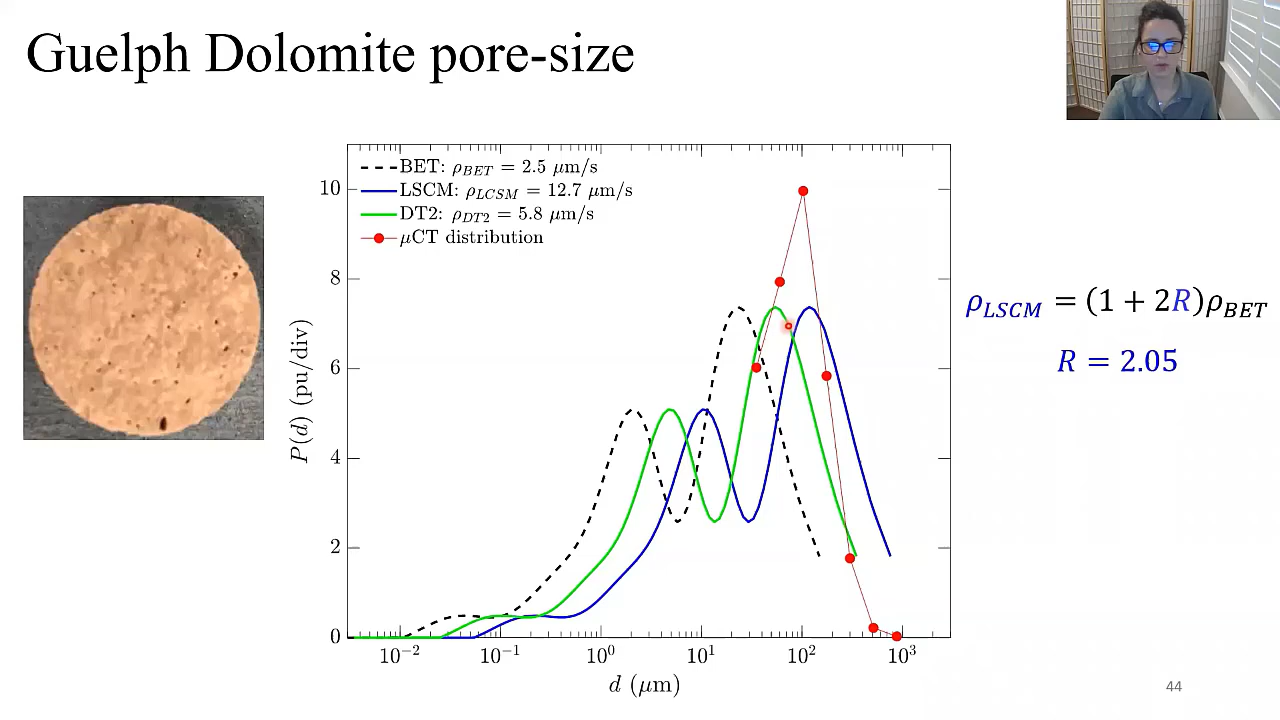 Guelph Dolomite pore-size
BET: ρ_BET = 2.5 μm/s
LSCM: ρ_LCSM = 12.7 μm/s
DT2: ρ_DT2 = 5.8 μm/s
μCT distribution
10
8
6
4
2
0
P(d) (pu/div)
10⁻² 10⁻¹ 10⁰ 10¹ 10² 10³
d (μm)
ρ_LSCM = (1 + 2R)ρ_BET
R = 2.05
44